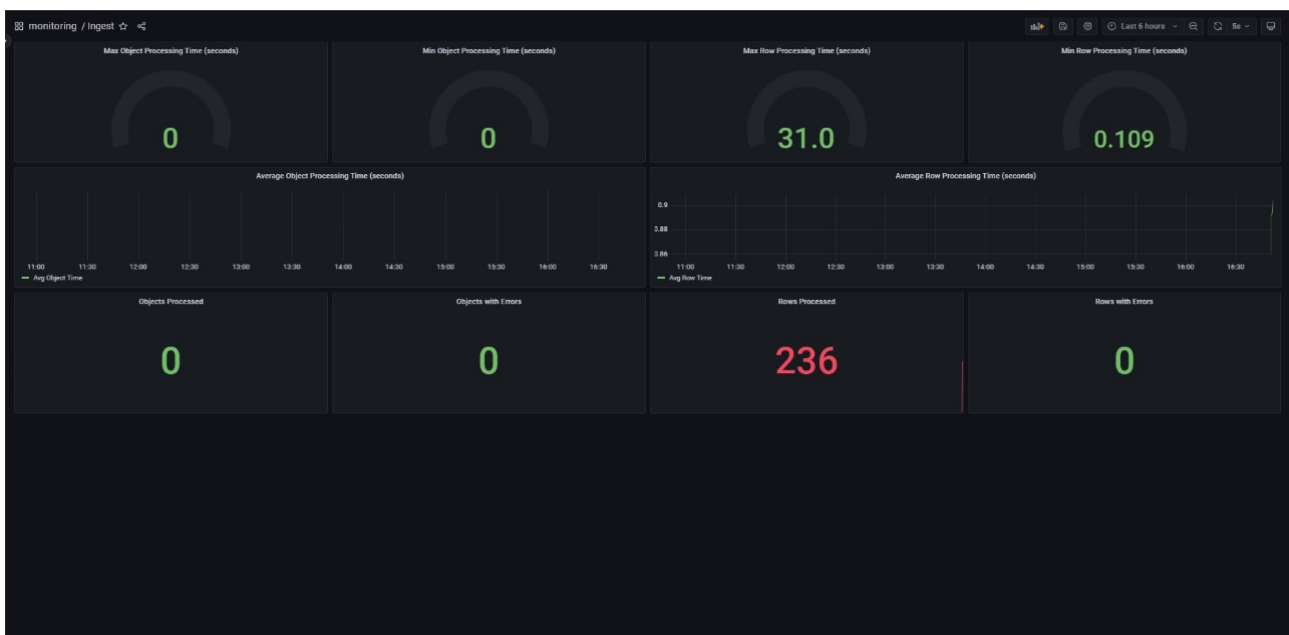 monitoring / Ingest
Last 6 hours
5s
Max Object Processing Time (seconds)
0
Min Object Processing Time (seconds)
0
Max Row Processing Time (seconds)
31.0
Min Row Processing Time (seconds)
0.109
Average Object Processing Time (seconds)
11:00 11:30 12:00 12:30 13:00 13:30 14:00 14:30 15:00 15:30 16:00 16:30
Avg Object Time
Average Row Processing Time (seconds)
0.9
0.88
0.86
11:00 11:30 12:00 12:30 13:00 13:30 14:00 14:30 15:00 15:30 16:00 16:30
Avg Row Time
Objects Processed
0
Objects with Errors
0
Rows Processed
236
Rows with Errors
0